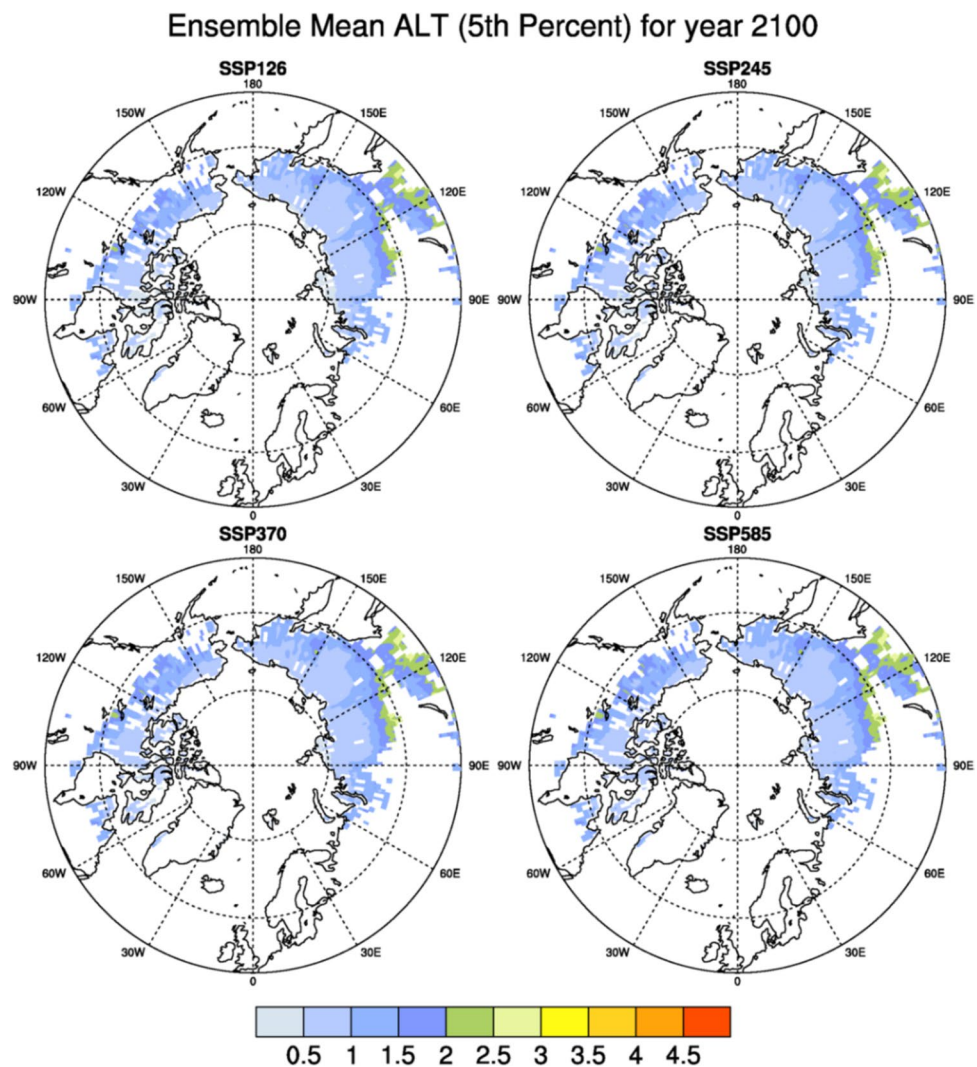 Ensemble Mean ALT (5th Percent) for year 2100
SSP126
SSP245
180
180
150W
150E
150W
150E
120W
120E
120W
120E
90W
90E
90W
90E
60W
60E
60W
60E
30W
30E
30W
30E
0
0
SSP370
SSP585
180
180
150W
150E
150W
150E
120W
120E
120W
120E
90W
90E
90W
90E
60W
60E
60W
60E
30W
30E
30W
30E
0
0
0.5 1 1.5 2 2.5 3 3.5 4 4.5